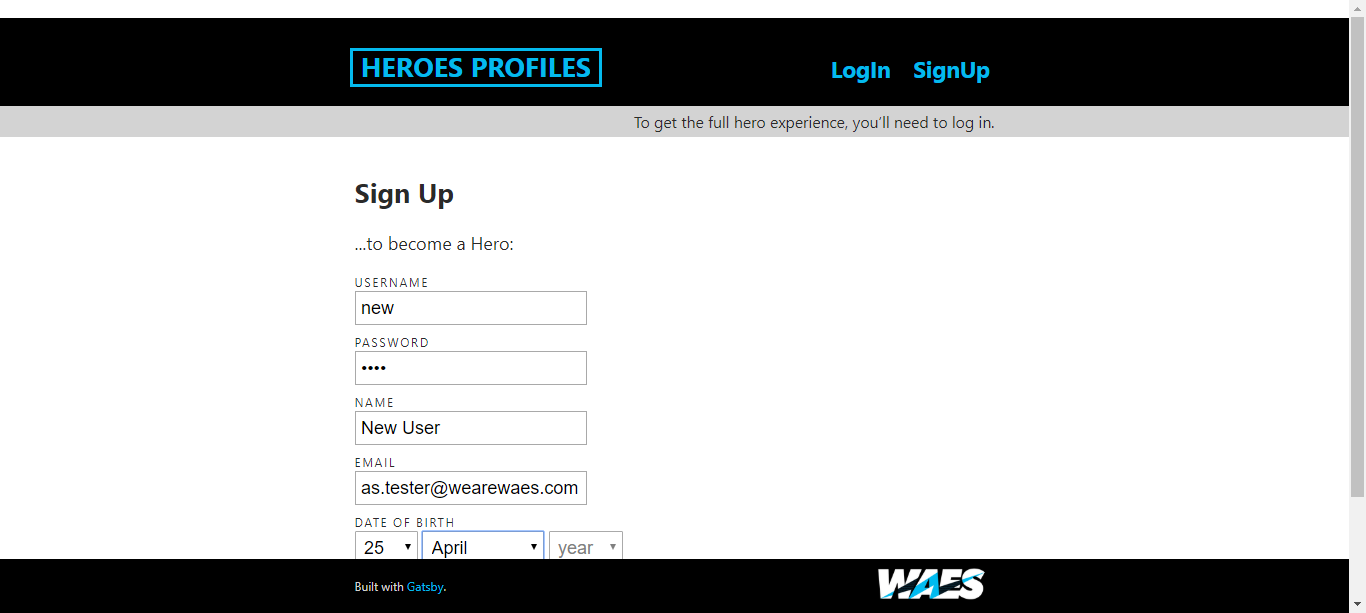 HEROES PROFILES
LogIn SignUp
To get the full hero experience, you'll need to log in.
Sign Up
...to become a Hero:
USERNAME
new
PASSWORD
••••
NAME
New User
EMAIL
as.tester@wearewaes.com
DATE OF BIRTH
25 April year
Built with Gatsby.
WAES